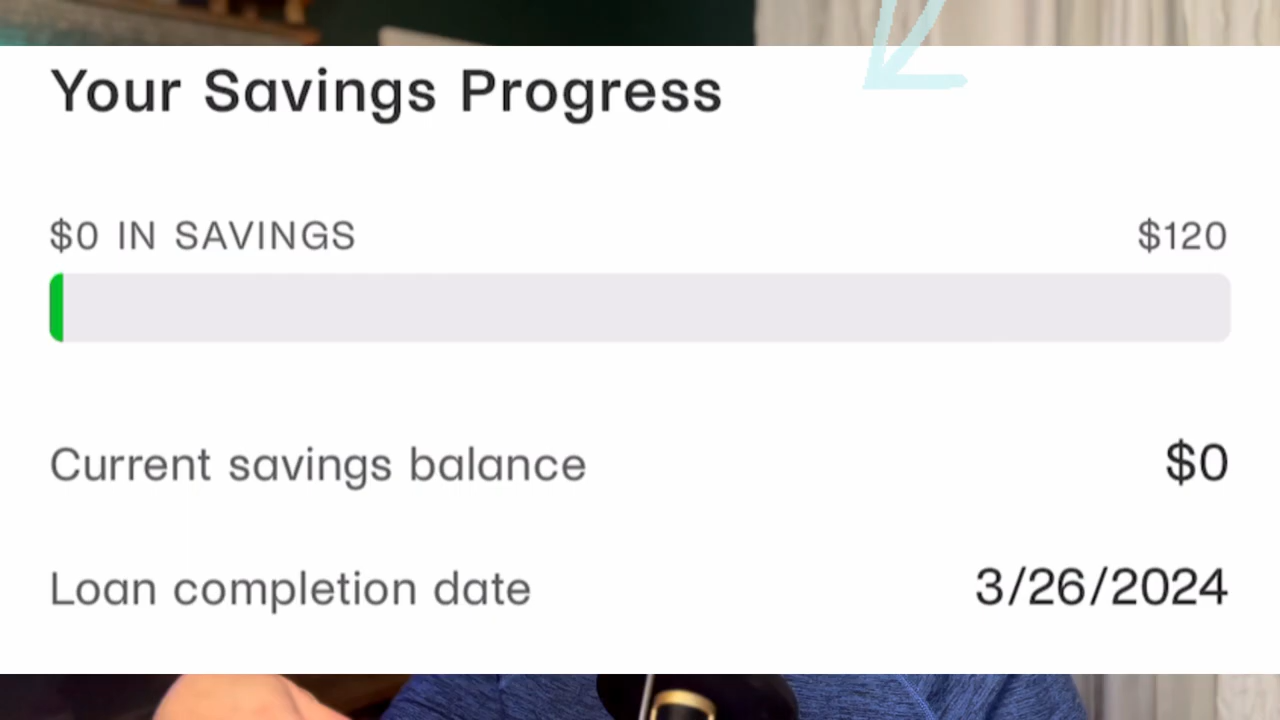 Your Savings Progress
$0 IN SAVINGS $120
Current savings balance $0
Loan completion date 3/26/2024